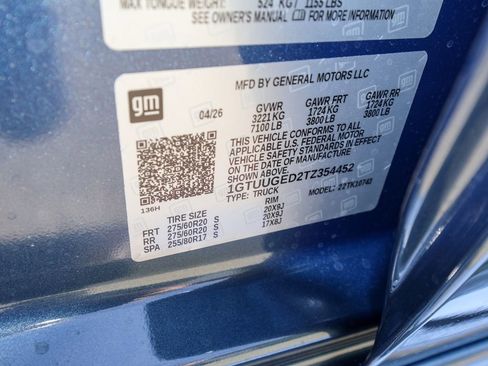 MAX TONGUE WEIGHT: 524 KG / 1155 LBS
SEE OWNER'S MANUAL FOR MORE INFORMATION
gm
MFD BY GENERAL MOTORS LLC
04/26
GVWR GAWR FRT GAWR RR
3221 KG 1724 KG 1724 KG
7100 LB 3800 LB 3800 LB
THIS VEHICLE CONFORMS TO ALL
APPLICABLE U.S. FEDERAL MOTOR
VEHICLE SAFETY STANDARDS IN EFFECT
ON THE DATE OF MANUFACTURE
SHOWN ABOVE.
1GTUUGED2TZ354452
TYPE: TRUCK MODEL: 22TK10743
136H
TIRE SIZE RIM
FRT 275/60R20 S 20X9J
RR 275/60R20 S 20X9J
SPA 255/80R17 S 17X8J